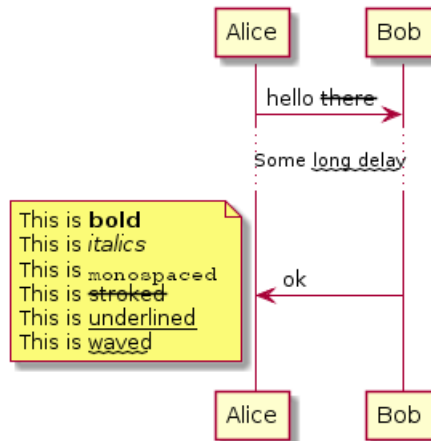 Alice Bob
hello there
Some long delay
This is bold
This is italics
This is monospaced
This is stroked
This is underlined
This is waved
ok
Alice Bob